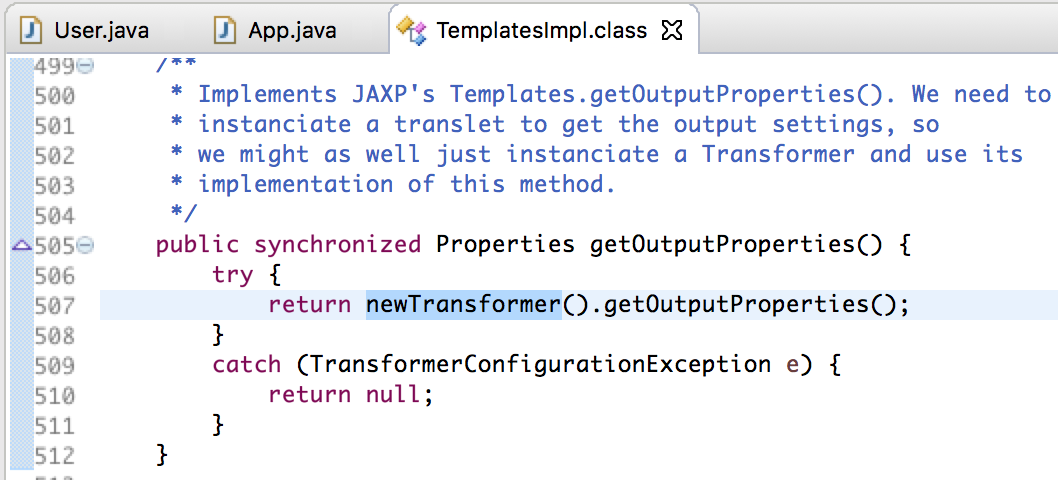 User.java App.java TemplatesImpl.class
499 /**
500 * Implements JAXP's Templates.getOutputProperties(). We need to
501 * instanciate a translet to get the output settings, so
502 * we might as well just instanciate a Transformer and use its
503 * implementation of this method.
504 */
505 public synchronized Properties getOutputProperties() {
506 try {
507 return newTransformer().getOutputProperties();
508 }
509 catch (TransformerConfigurationException e) {
510 return null;
511 }
512 }